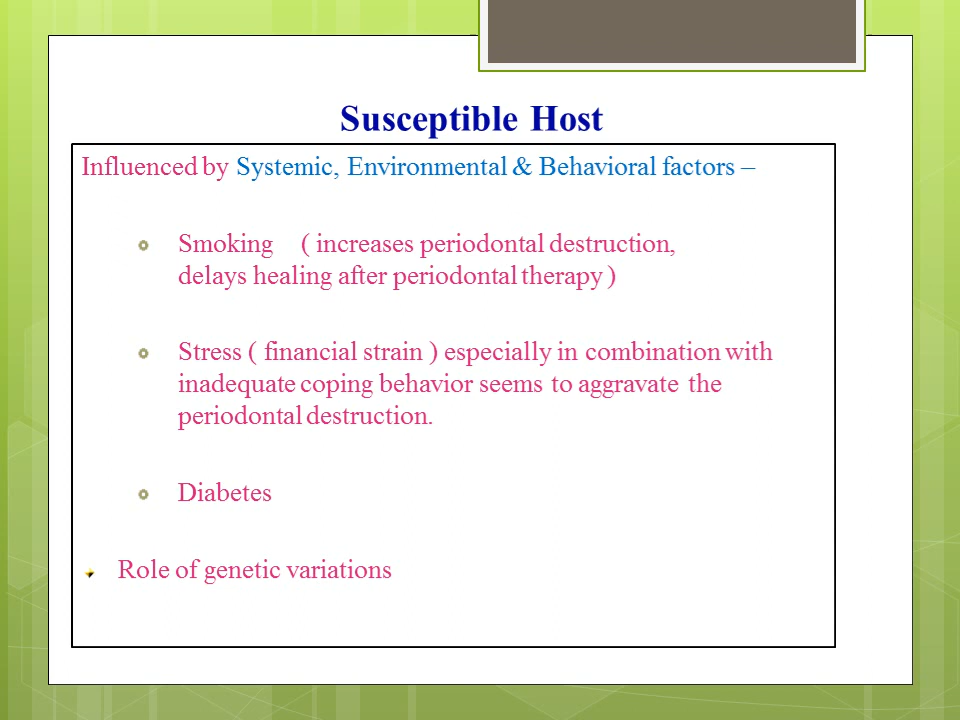 Susceptible Host
Influenced by Systemic, Environmental & Behavioral factors –
Smoking ( increases periodontal destruction,
delays healing after periodontal therapy )
Stress ( financial strain ) especially in combination with
inadequate coping behavior seems to aggravate the
periodontal destruction.
Diabetes
Role of genetic variations